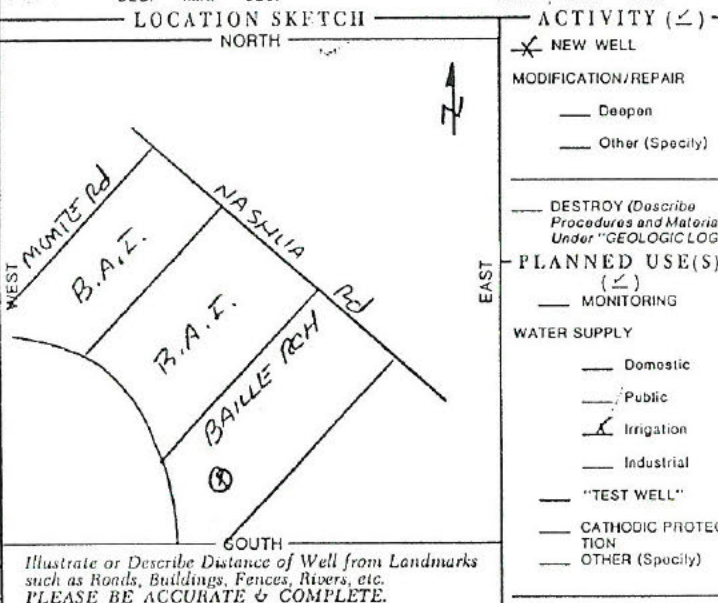 LOCATION SKETCH
NORTH
N
MONTE Rd
NASHUA Rd
B.A.I.
B.A.I.
BAILLE RCH
WEST
EAST
X
SOUTH
Illustrate or Describe Distance of Well from Landmarks
such as Roads, Buildings, Fences, Rivers, etc.
PLEASE BE ACCURATE & COMPLETE.
ACTIVITY (✓)
X NEW WELL
MODIFICATION/REPAIR
Deepen
Other (Specify)
DESTROY (Describe
Procedures and Materia
Under "GEOLOGIC LOG
PLANNED USE(S)
(✓)
MONITORING
WATER SUPPLY
Domestic
Public
X Irrigation
Industrial
"TEST WELL"
CATHODIC PROTEC
TION
OTHER (Specify)